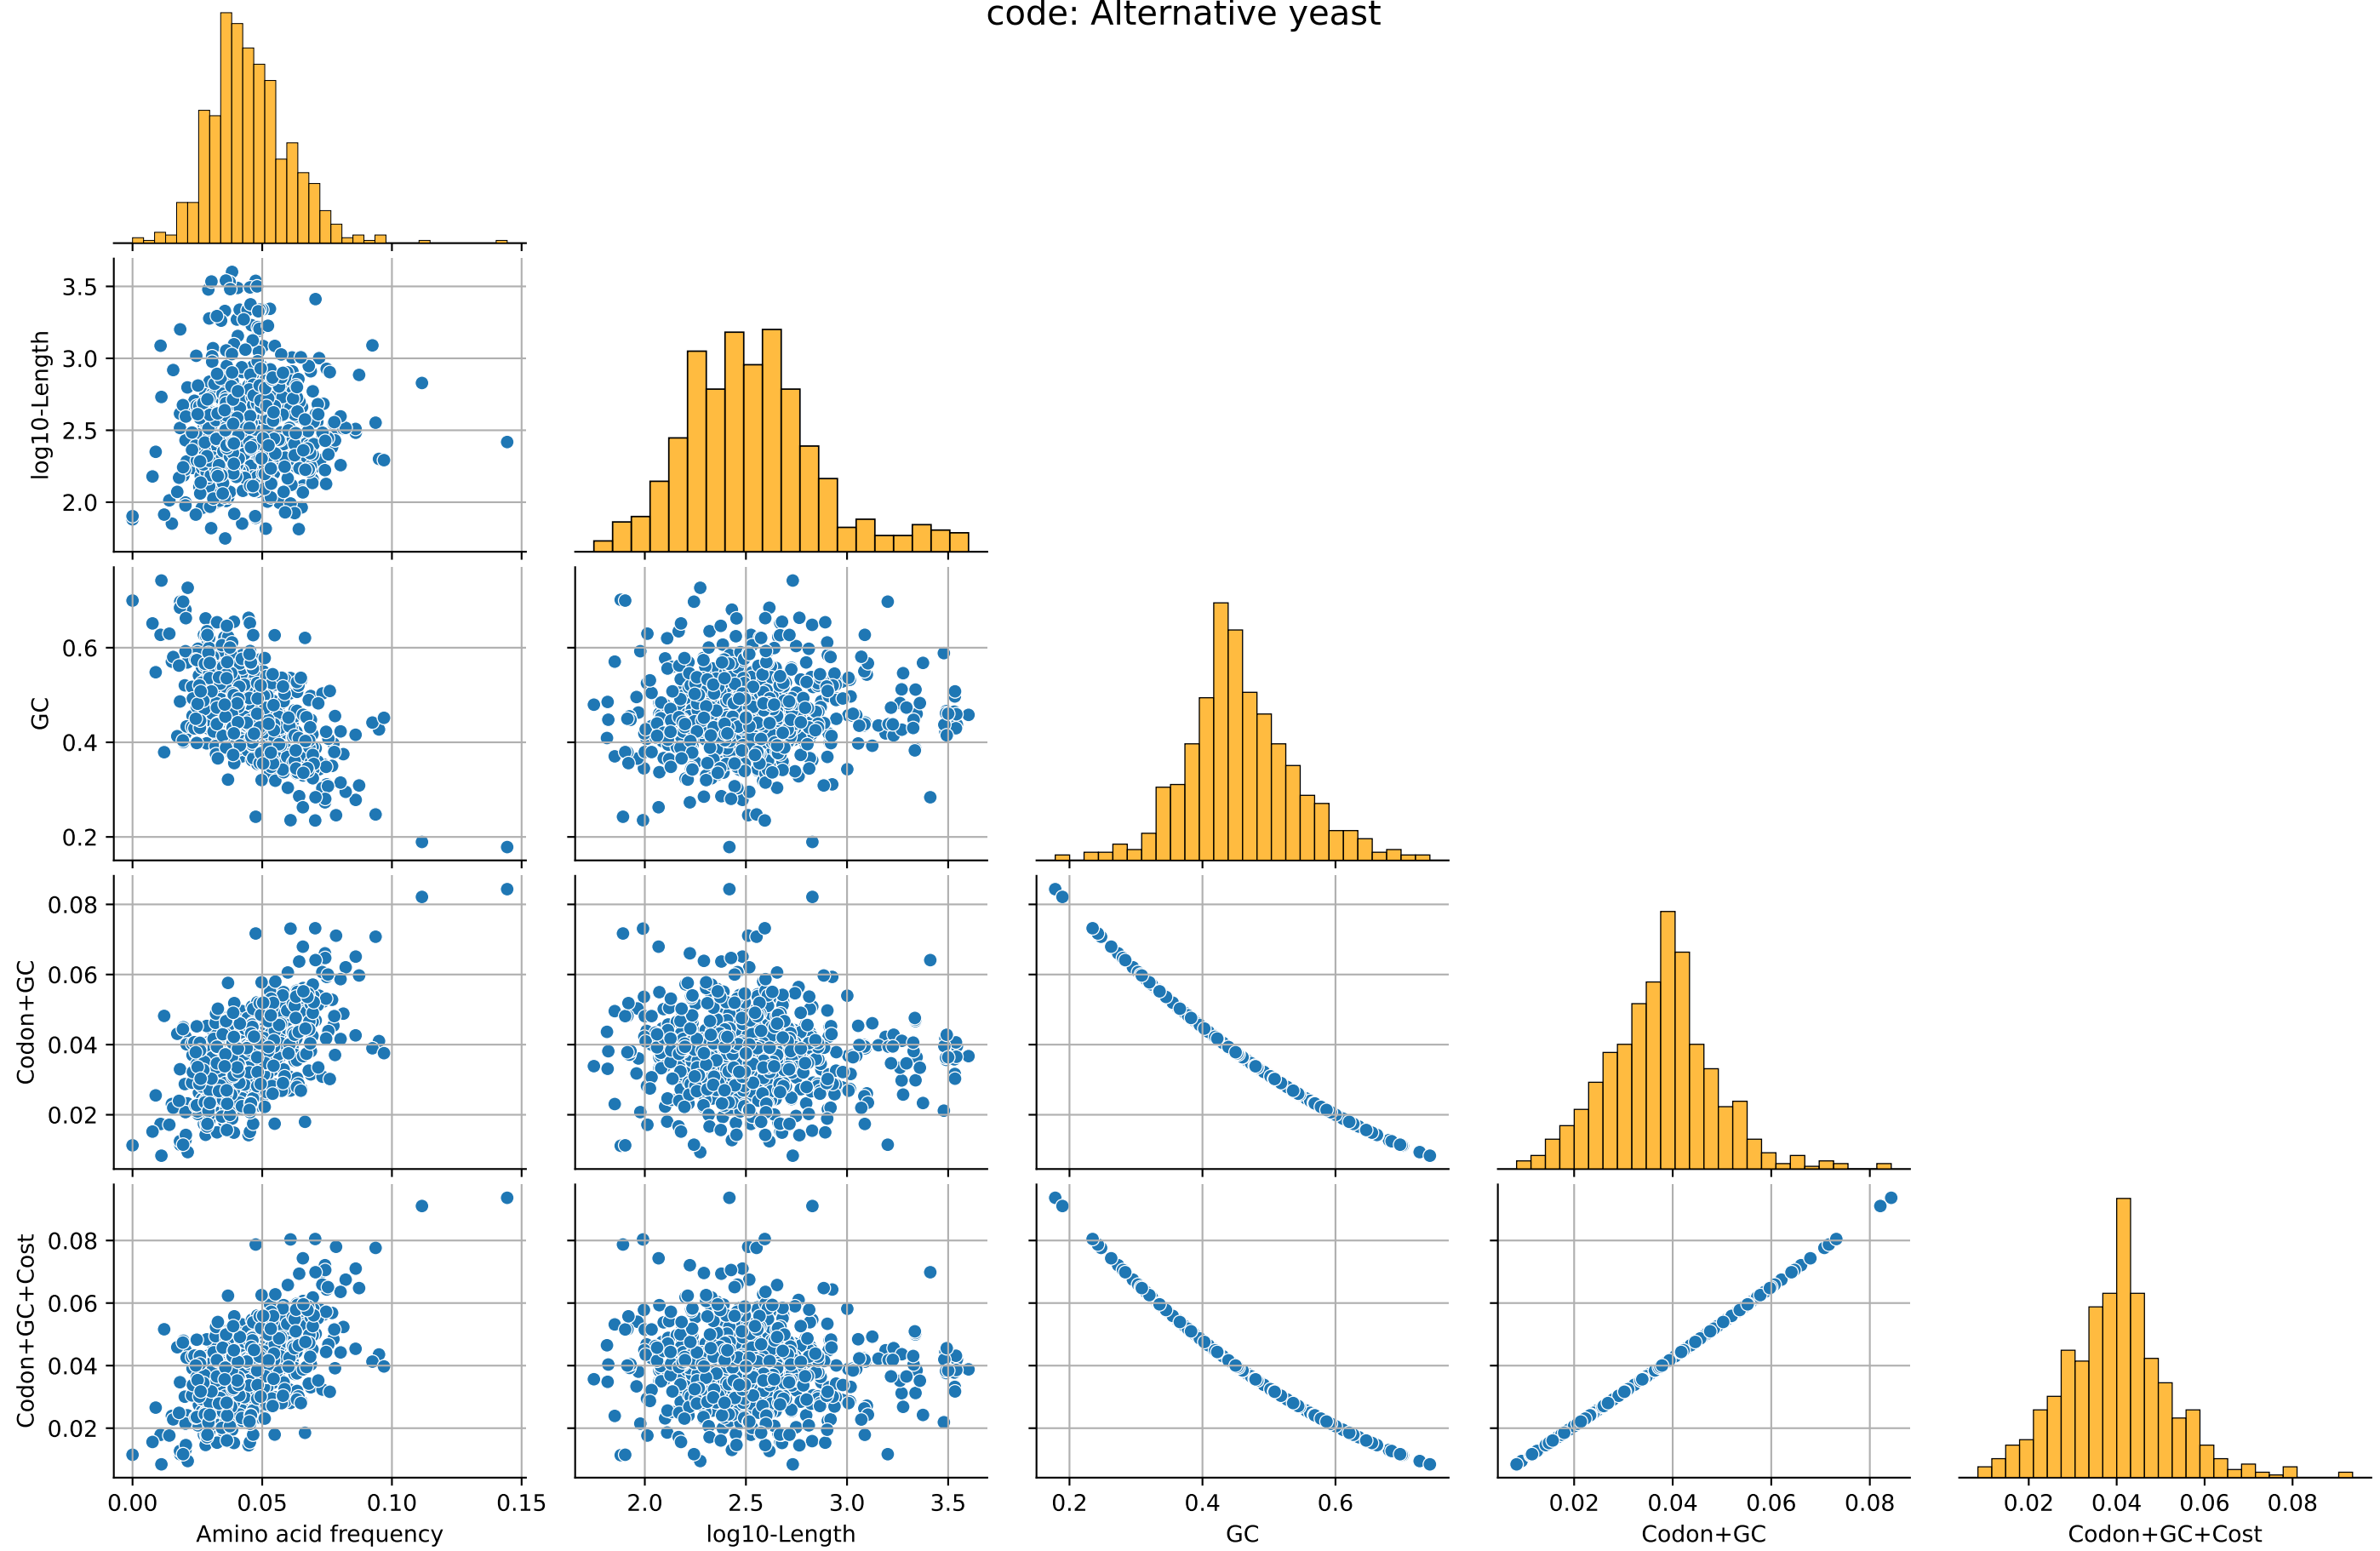 code: Alternative yeast
3.5
3.0
2.5
2.0
log10-Length
0.6
0.4
0.2
GC
0.08
0.06
0.04
0.02
Codon+GC
0.08
0.06
0.04
0.02
Codon+GC+Cost
0.00 0.05 0.10 0.15
Amino acid frequency
2.0 2.5 3.0 3.5
log10-Length
0.2 0.4 0.6
GC
0.02 0.04 0.06 0.08
Codon+GC
0.02 0.04 0.06 0.08
Codon+GC+Cost